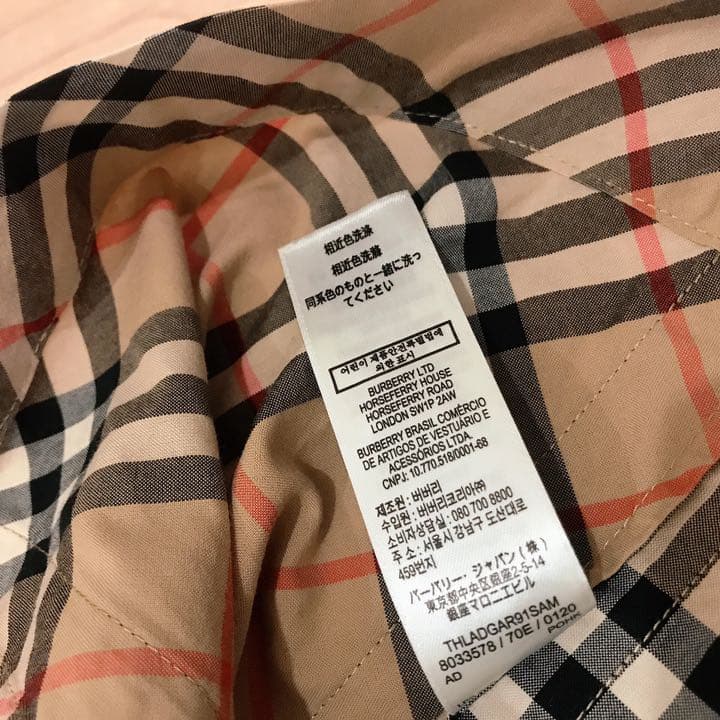 相近色洗涤
相近色洗滌
同系色のものと一緒に洗っ
てください
어린이 제품안전특별법에
의한 표시
BURBERRY LTD
HORSEFERRY HOUSE
HORSEFERRY ROAD
LONDON SW1P 2AW
BURBERRY BRASIL COMÉRCIO
DE ARTIGOS DE VESTUÁRIO E
ACESSÓRIOS LTDA.
CNPJ: 10.770.518/0001-68
제조원 : 버버리
수입원 : 버버리코리아㈜
소비자상담실 : 080 700 8800
주 소 : 서울시강남구 도산대로
459번지
バーバリー・ジャパン(株)
東京都中央区銀座2-5-14
銀座マロニエビル
THLADGAR91SAM
8033578 / 70E / 0120
AD
POHK